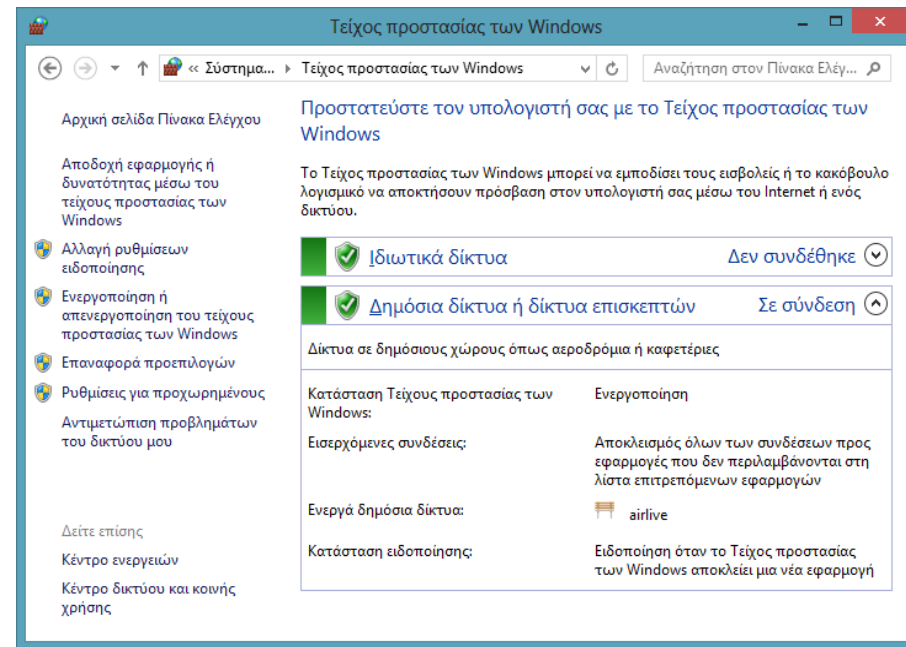 Τείχος προστασίας των Windows
« Σύστημα... ▸ Τείχος προστασίας των Windows
Αναζήτηση στον Πίνακα Ελέγ...
Αρχική σελίδα Πίνακα Ελέγχου
Αποδοχή εφαρμογής ή
δυνατότητας μέσω του
τείχους προστασίας των
Windows
Αλλαγή ρυθμίσεων
ειδοποίησης
Ενεργοποίηση ή
απενεργοποίηση του τείχους
προστασίας των Windows
Επαναφορά προεπιλογών
Ρυθμίσεις για προχωρημένους
Αντιμετώπιση προβλημάτων
του δικτύου μου
Δείτε επίσης
Κέντρο ενεργειών
Κέντρο δικτύου και κοινής
χρήσης
Προστατεύστε τον υπολογιστή σας με το Τείχος προστασίας των
Windows
Το Τείχος προστασίας των Windows μπορεί να εμποδίσει τους εισβολείς ή το κακόβουλο
λογισμικό να αποκτήσουν πρόσβαση στον υπολογιστή σας μέσω του Internet ή ενός
δικτύου.
Ιδιωτικά δίκτυα Δεν συνδέθηκε
Δημόσια δίκτυα ή δίκτυα επισκεπτών Σε σύνδεση
Δίκτυα σε δημόσιους χώρους όπως αεροδρόμια ή καφετέριες
Κατάσταση Τείχους προστασίας των
Windows:
Ενεργοποίηση
Εισερχόμενες συνδέσεις:
Αποκλεισμός όλων των συνδέσεων προς
εφαρμογές που δεν περιλαμβάνονται στη
λίστα επιτρεπόμενων εφαρμογών
Ενεργά δημόσια δίκτυα:
airlive
Κατάσταση ειδοποίησης:
Ειδοποίηση όταν το Τείχος προστασίας
των Windows αποκλείει μια νέα εφαρμογή